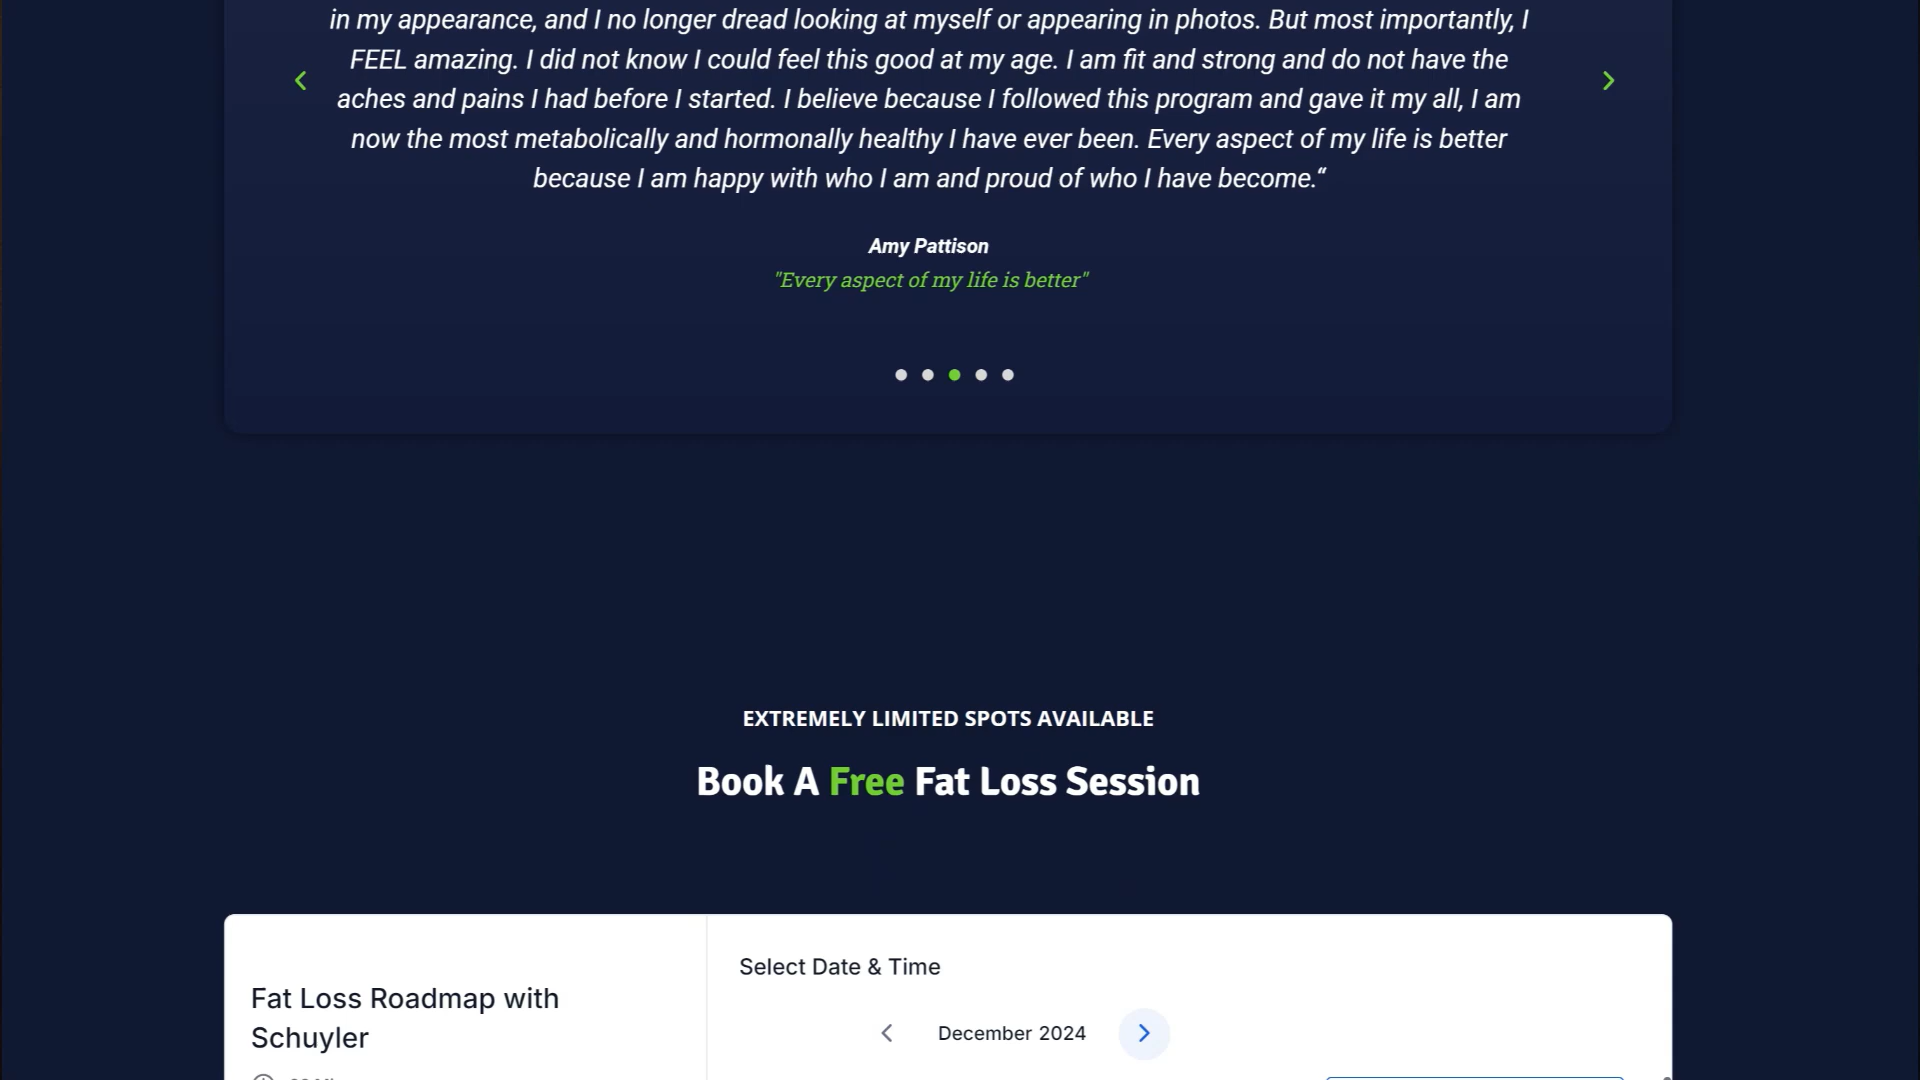 in my appearance, and I no longer dread looking at myself or appearing in photos. But most importantly, I
FEEL amazing. I did not know I could feel this good at my age. I am fit and strong and do not have the
aches and pains I had before I started. I believe because I followed this program and gave it my all, I am
now the most metabolically and hormonally healthy I have ever been. Every aspect of my life is better
because I am happy with who I am and proud of who I have become.“
Amy Pattison
"Every aspect of my life is better"
EXTREMELY LIMITED SPOTS AVAILABLE
Book A Free Fat Loss Session
Fat Loss Roadmap with
Schuyler
Select Date & Time
December 2024